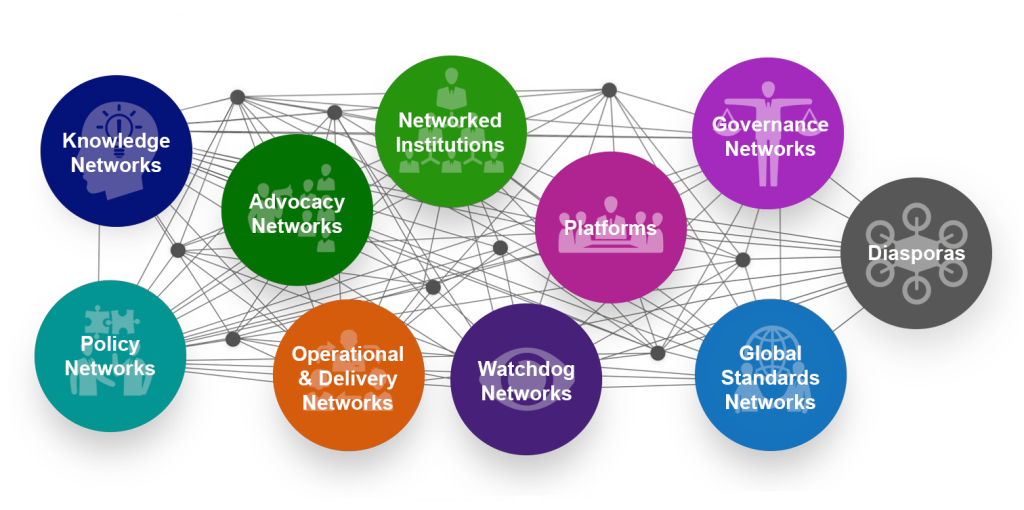 Knowledge
Networks
Advocacy
Networks
Networked
Institutions
Platforms
Governance
Networks
Diasporas
Policy
Networks
Operational
& Delivery
Networks
Watchdog
Networks
Global
Standards
Networks